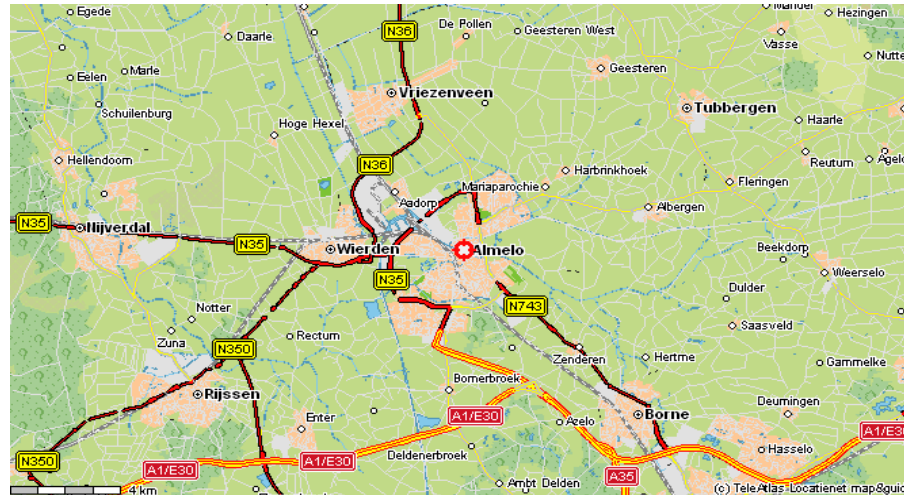 Egede
Daarle
N36
De Pollen
Geesteren West
Mander
Hezingen
Vasse
Nutte
Eelen
Marle
Geesteren
Schuilenburg
Vriezenveen
Tubbergen
Hoge Hexel
Haarle
Hellendoorn
N36
Harbrinkhoek
Reutum
Agelo
Mariaparochie
Fleringen
Aadorp
Albergen
N35
Nijverdal
N35
Wierden
Almelo
Beekdorp
N35
Weerselo
Dulder
Notter
N743
Rectum
Saasveld
Zuna
N350
Zenderen
Hertme
Gammelke
Bornerbroek
Rijssen
Enter
A1/E30
Borne
Deurningen
Azelo
A1/E30
Deldenerbroek
Hasselo
N350
A1/E30
A1/E30
A35
Ambt Delden
4 km
(c) TeleAtlas-Locatienet map&guid